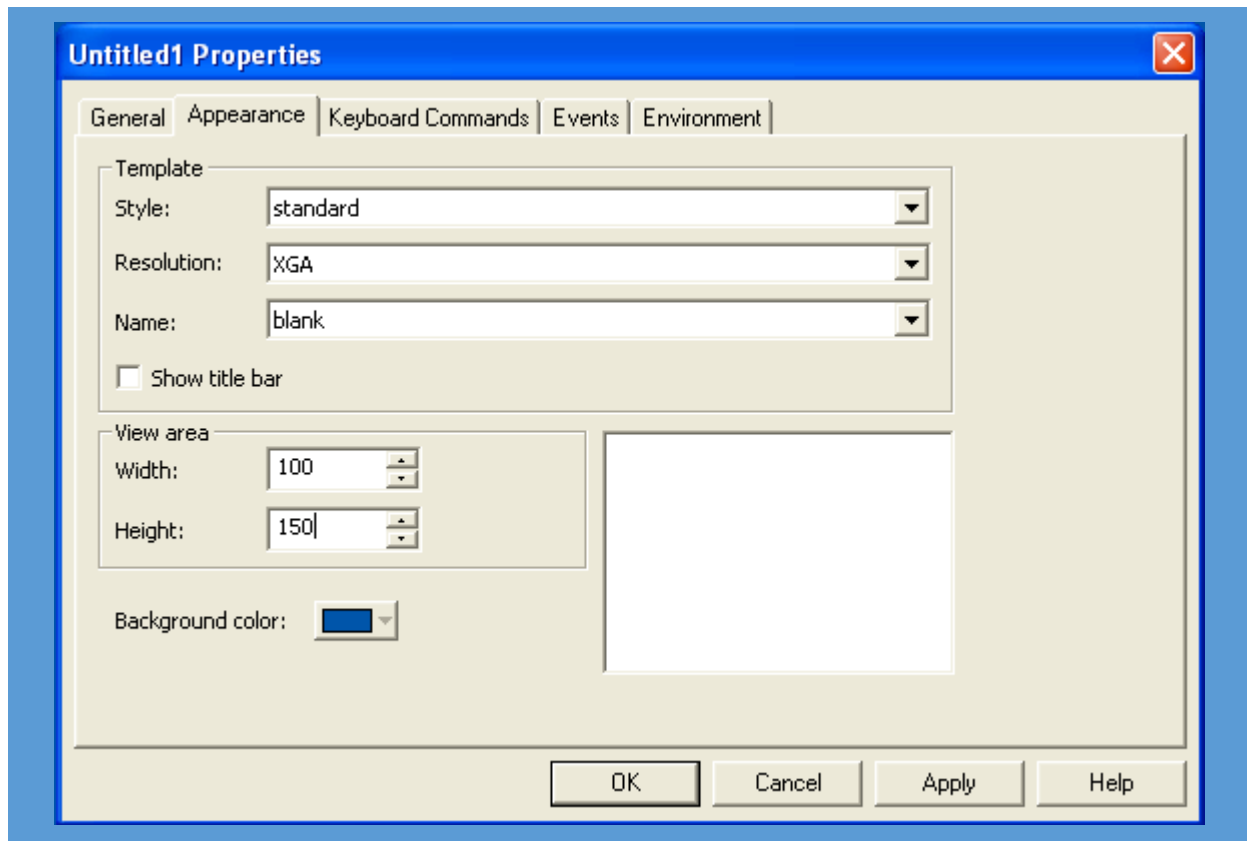 Untitled1 Properties
General Appearance Keyboard Commands Events Environment
Template
Style: standard
Resolution: XGA
Name: blank
Show title bar
View area
Width: 100
Height: 150
Background color:
OK Cancel Apply Help